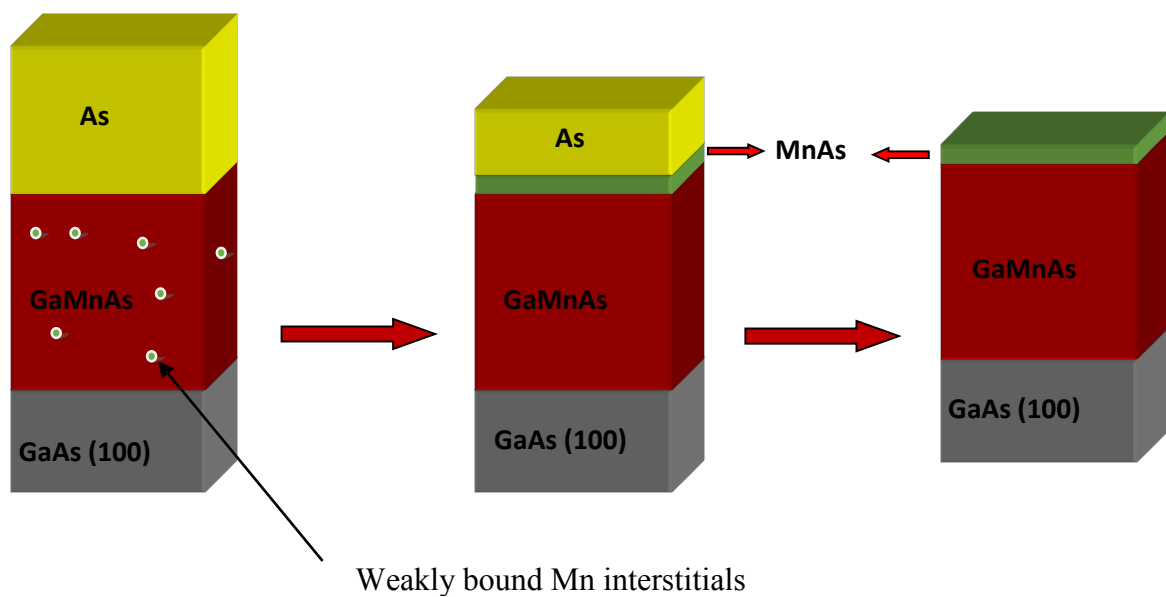 As
GaMnAs
GaAs (100)
As
GaMnAs
GaAs (100)
MnAs
GaMnAs
GaAs (100)
Weakly bound Mn interstitials